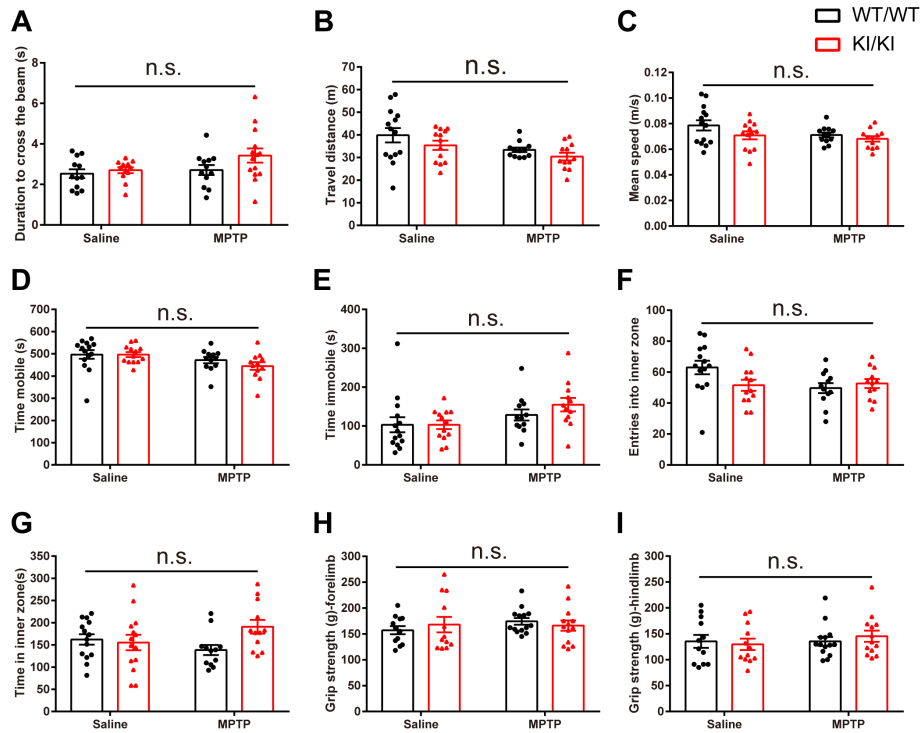 A
B
C
WT/WT
KI/KI
Duration to cross the beam (s)
6
4
2
0
n.s.
Saline
MPTP
Travel distance (m)
70
60
50
40
30
20
10
0
n.s.
Saline
MPTP
Mean speed (m/s)
0.12
0.10
0.08
0.06
0.04
0.02
0.00
n.s.
Saline
MPTP
D
E
F
Time mobile (s)
700
600
500
400
300
200
100
0
n.s.
Saline
MPTP
Time immobile (s)
400
300
200
100
0
n.s.
Saline
MPTP
Entries into inner zone
100
80
60
40
20
0
n.s.
Saline
MPTP
G
H
I
Time in inner zone(s)
350
300
250
200
150
100
50
0
n.s.
Saline
MPTP
Grip strength (g)-forelimb
300
250
200
150
100
50
0
n.s.
Saline
MPTP
Grip strength (g)-hindlimb
300
250
200
150
100
50
0
n.s.
Saline
MPTP